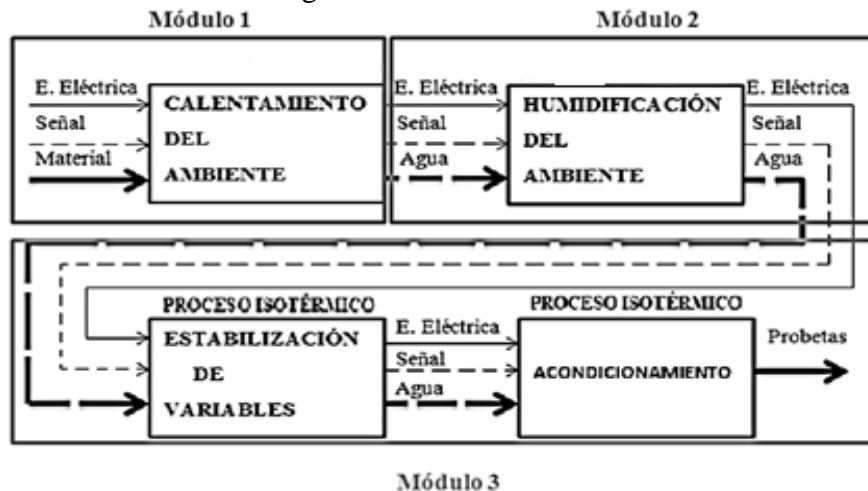 Módulo 1
Módulo 2
E. Eléctrica
Señal
Material
CALENTAMIENTO
DEL
AMBIENTE
E. Eléctrica
Señal
Agua
HUMIDIFICACIÓN
DEL
AMBIENTE
E. Eléctrica
Señal
Agua
PROCESO ISOTÉRMICO
ESTABILIZACIÓN
DE
VARIABLES
E. Eléctrica
Señal
Agua
PROCESO ISOTÉRMICO
ACONDICIONAMIENTO
Probetas
Módulo 3